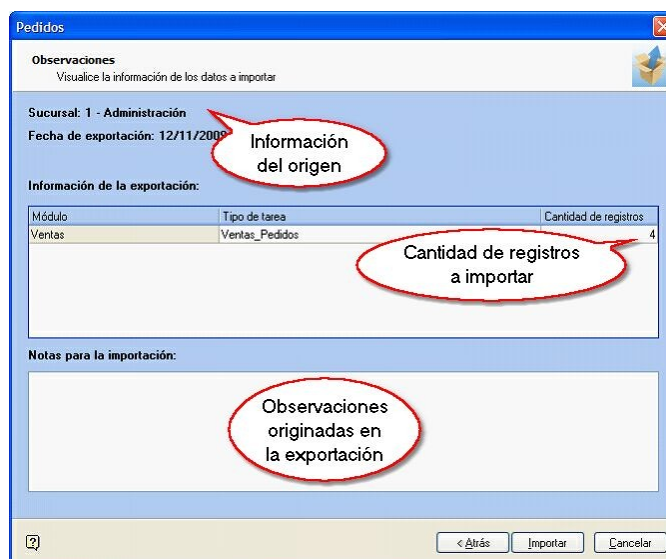 Pedidos
Observaciones
Visualice la información de los datos a importar
Sucursal: 1 - Administración
Fecha de exportación: 12/11/200
Información
del origen
Información de la exportación:
Módulo Tipo de tarea Cantidad de registros
Ventas Ventas_Pedidos 4
Cantidad de registros
a importar
Notas para la importación:
Observaciones
originadas en
la exportación
< Atrás Importar Cancelar